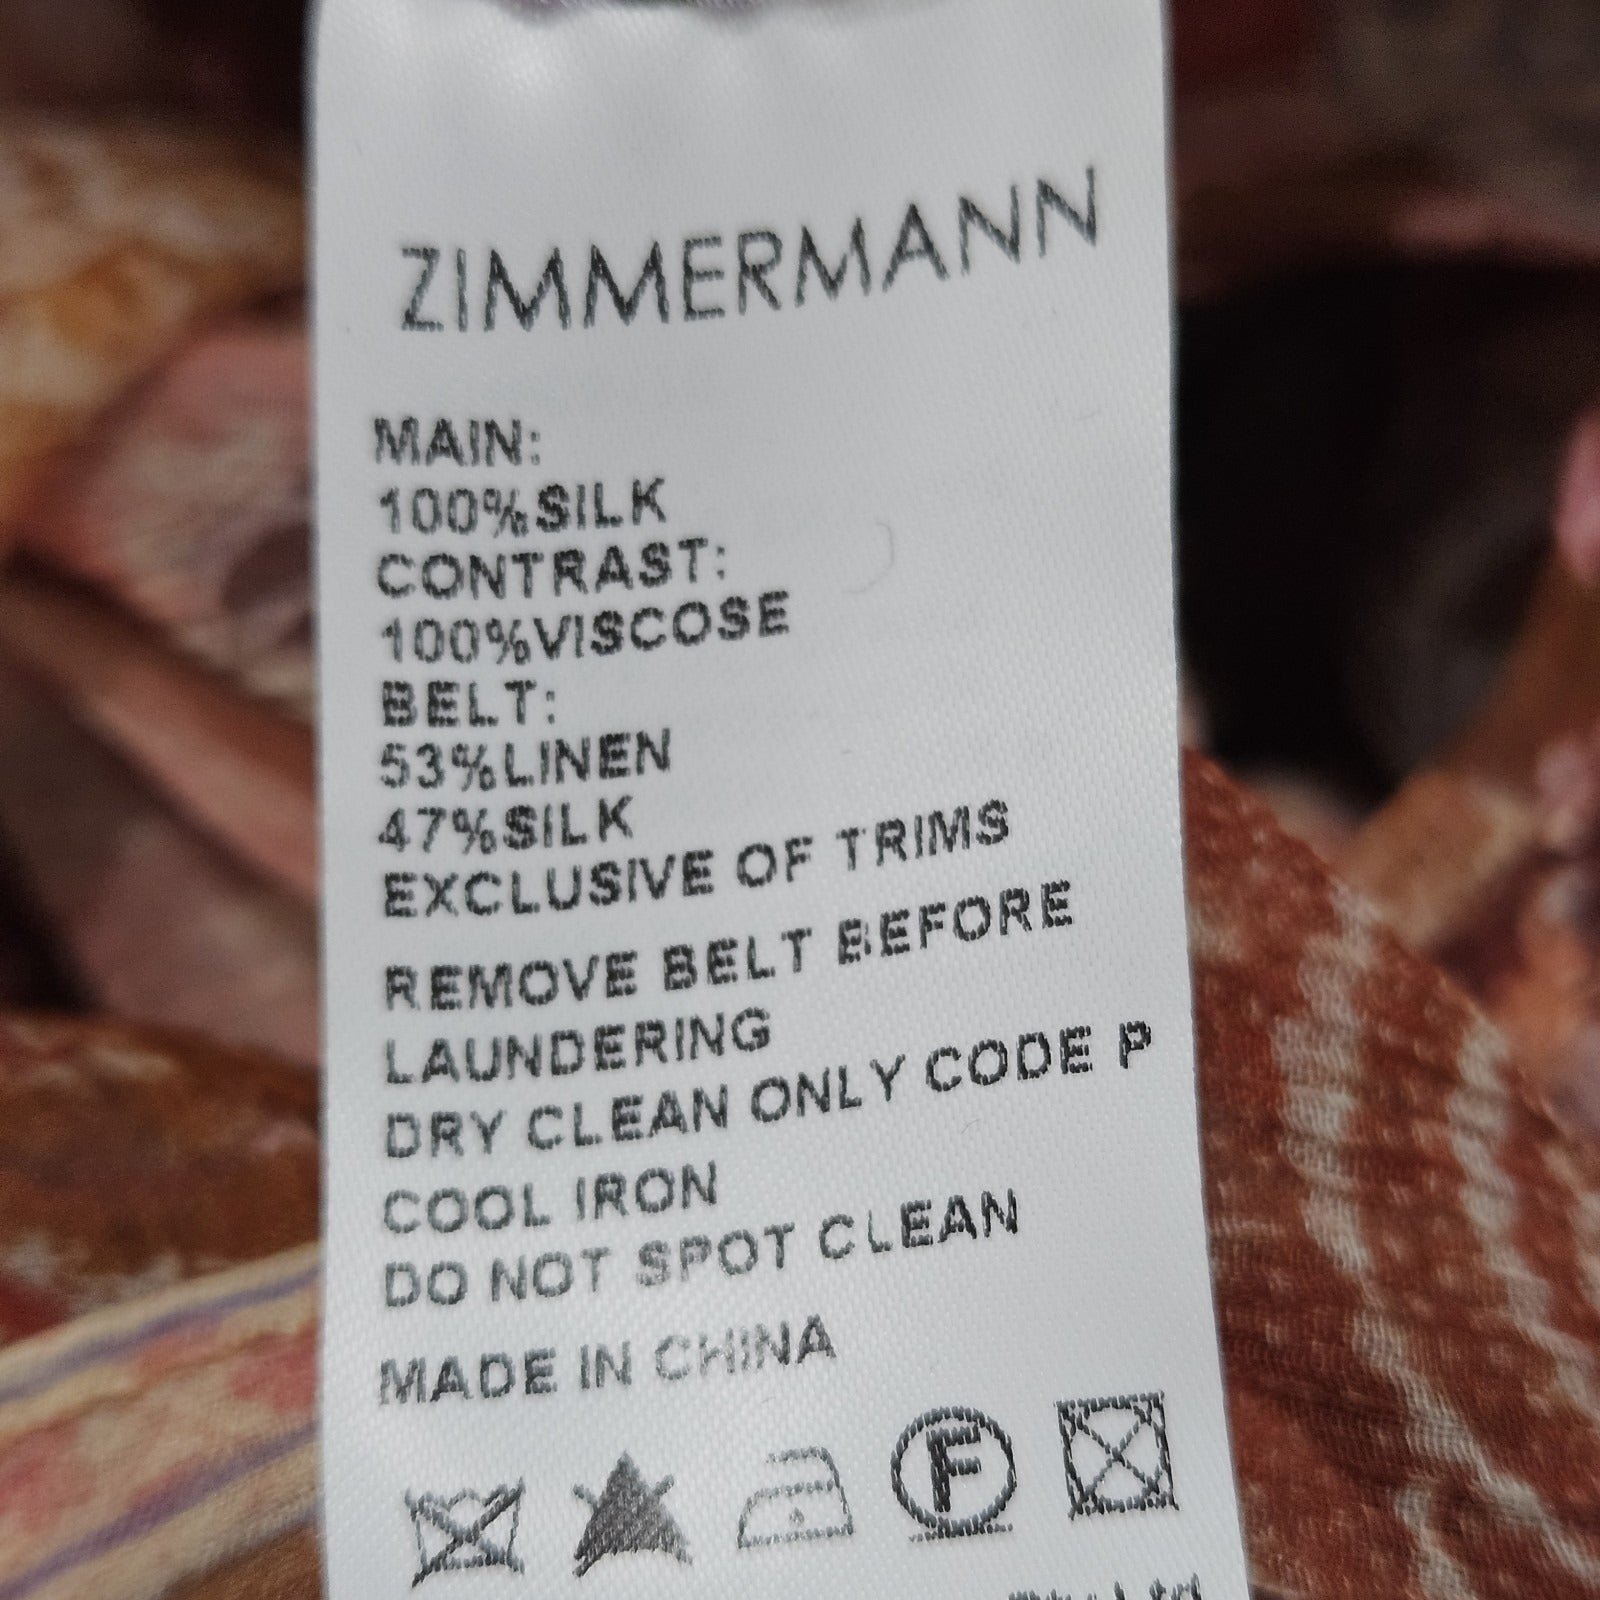 ZIMMERMANN
MAIN:
100%SILK
CONTRAST:
100%VISCOSE
BELT:
53%LINEN
47%SILK
EXCLUSIVE OF TRIMS
REMOVE BELT BEFORE
LAUNDERING
DRY CLEAN ONLY CODE P
COOL IRON
DO NOT SPOT CLEAN
MADE IN CHINA
F